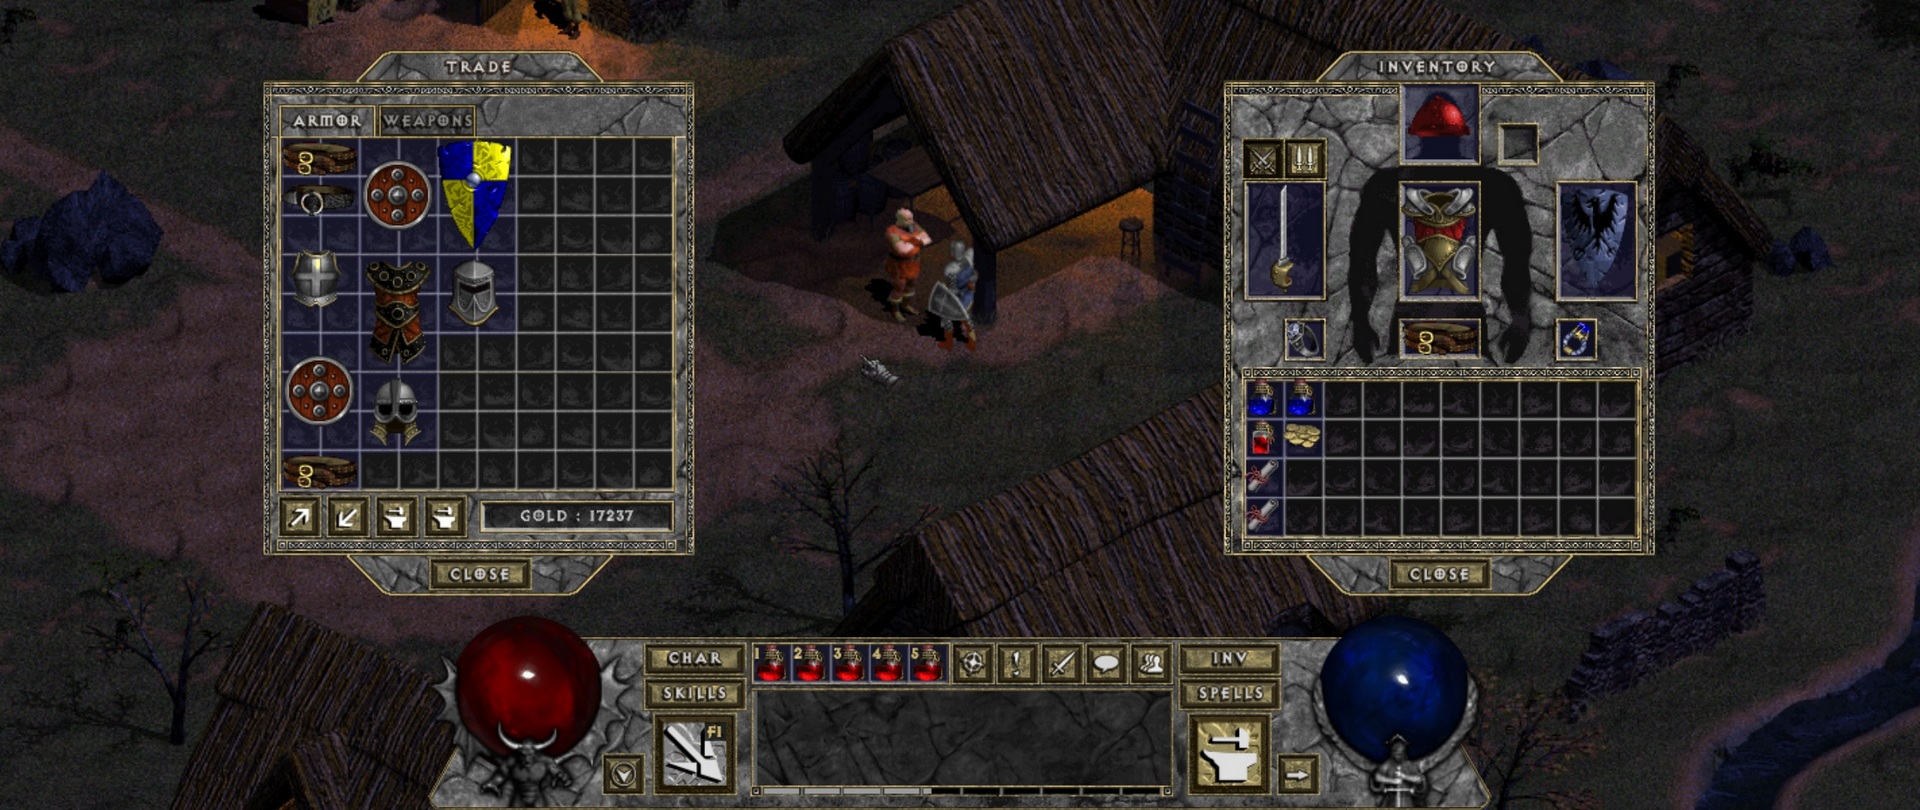 TRADE
ARMOR WEAPONS
GOLD : 17237
CLOSE
INVENTORY
CLOSE
CHAR
SKILLS
F1
1 2 3 4 5
INV
SPELLS